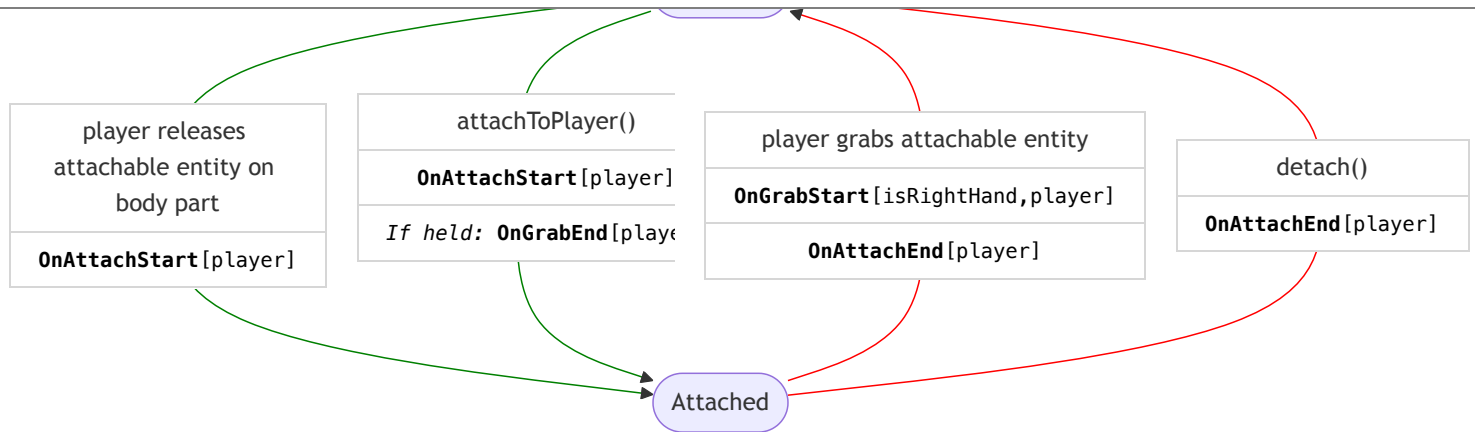 player releases
attachable entity on
body part
OnAttachStart[player]
attachToPlayer()
OnAttachStart[player]
If held: OnGrabEnd[playe
player grabs attachable entity
OnGrabStart[isRightHand,player]
OnAttachEnd[player]
detach()
OnAttachEnd[player]
Attached